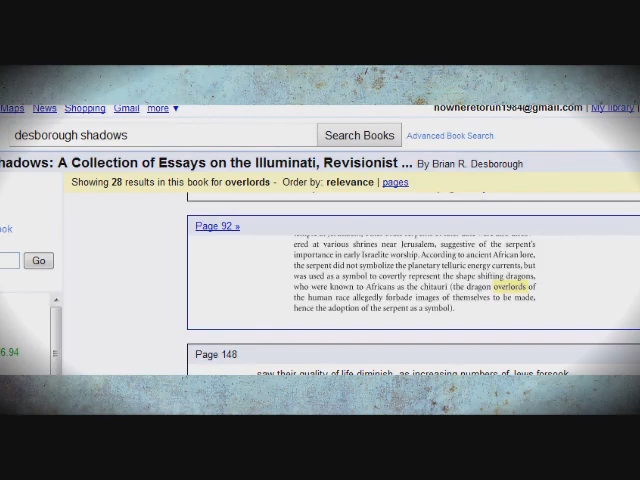 Maps News Shopping Gmail more ▼ nowheretorun1984@gmail.com | My library
desborough shadows Search Books Advanced Book Search
hadows: A Collection of Essays on the Illuminati, Revisionist ... By Brian R. Desborough
Showing 28 results in this book for overlords - Order by: relevance | pages
Page 92 »
ered at various shrines near Jerusalem, suggestive of the serpent's
ook
importance in early Israelite worship. According to ancient African lore,
Go the serpent did not symbolize the planetary telluric energy currents, but
was used as a symbol to covertly represent the shape shifting dragons,
who were known to Africans as the chitauri (the dragon overlords of
the human race allegedly forbade images of themselves to be made,
hence the adoption of the serpent as a symbol).
6.94
Page 148
saw their quality of life diminish, as increasing numbers of Jews forsook